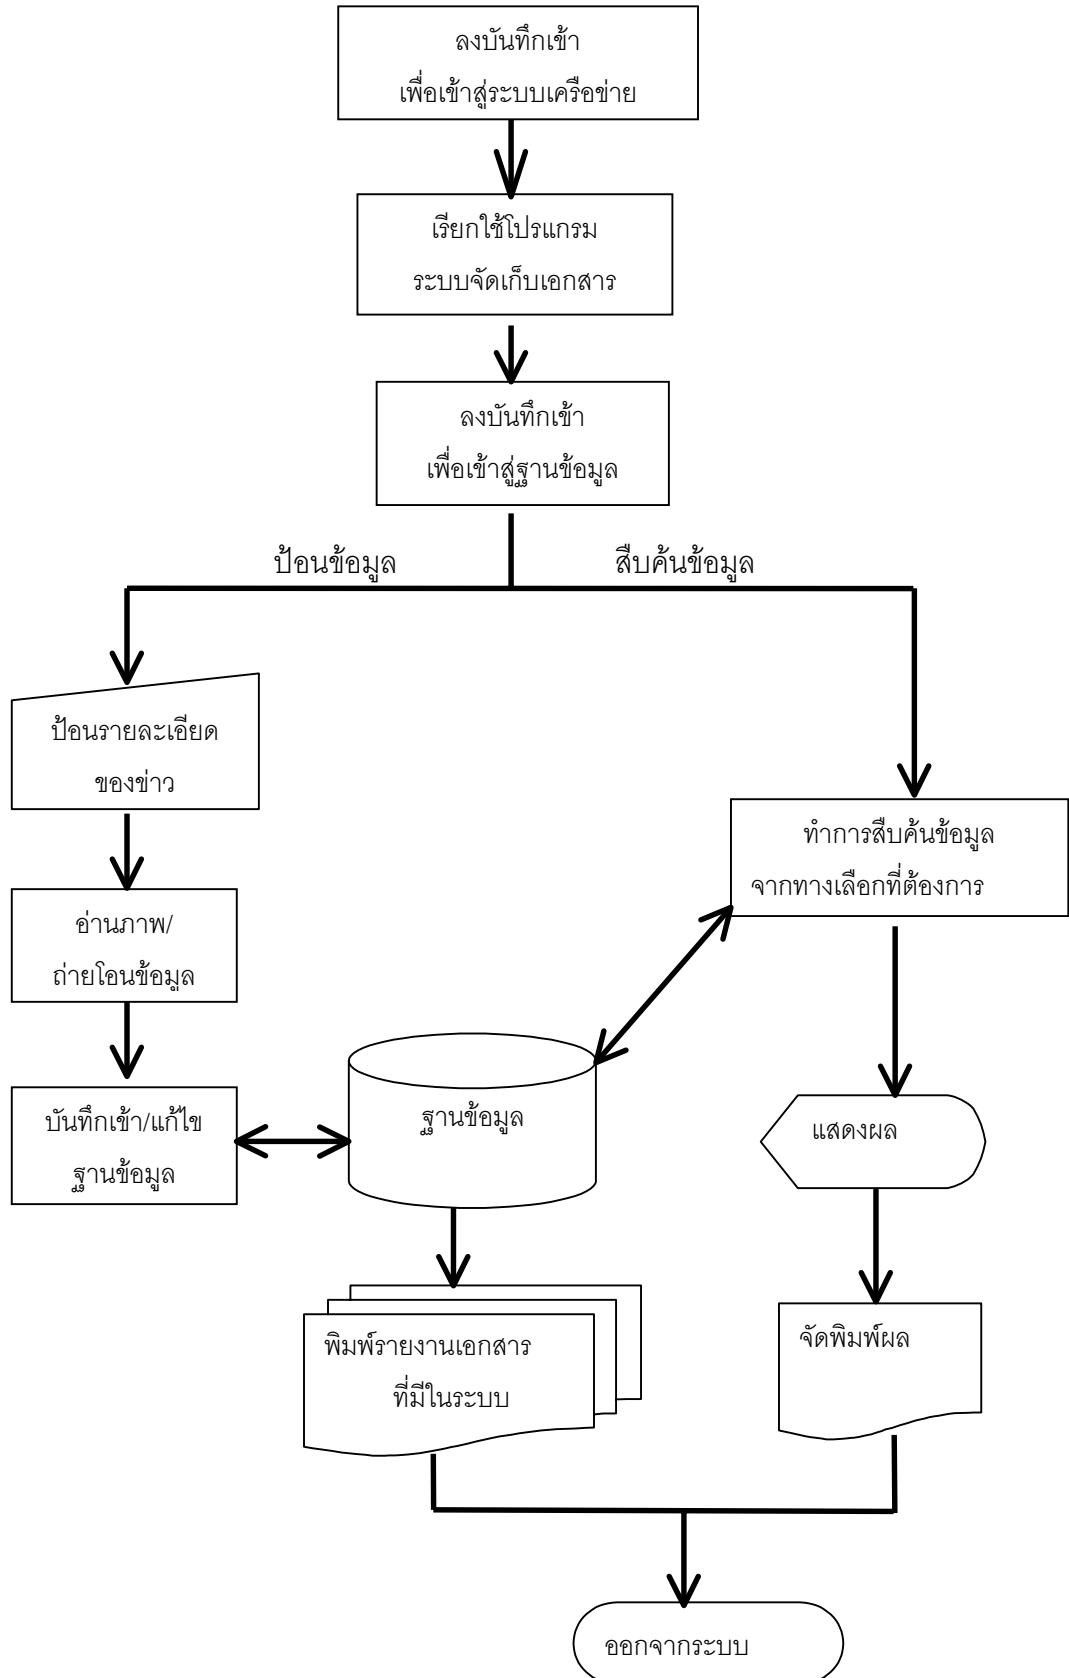 ลงบันทึกเข้า
เพื่อเข้าสู่ระบบเครือข่าย
เรียกใช้โปรแกรม
ระบบจัดเก็บเอกสาร
ลงบันทึกเข้า
เพื่อเข้าสู่ฐานข้อมูล
ป้อนข้อมูล
สืบค้นข้อมูล
ป้อนรายละเอียด
ของข่าว
อ่านภาพ/
ถ่ายโอนข้อมูล
บันทึกเข้า/แก้ไข
ฐานข้อมูล
ฐานข้อมูล
พิมพ์รายงานเอกสาร
ที่มีในระบบ
ทำการสืบค้นข้อมูล
จากทางเลือกที่ต้องการ
แสดงผล
จัดพิมพ์ผล
ออกจากระบบ